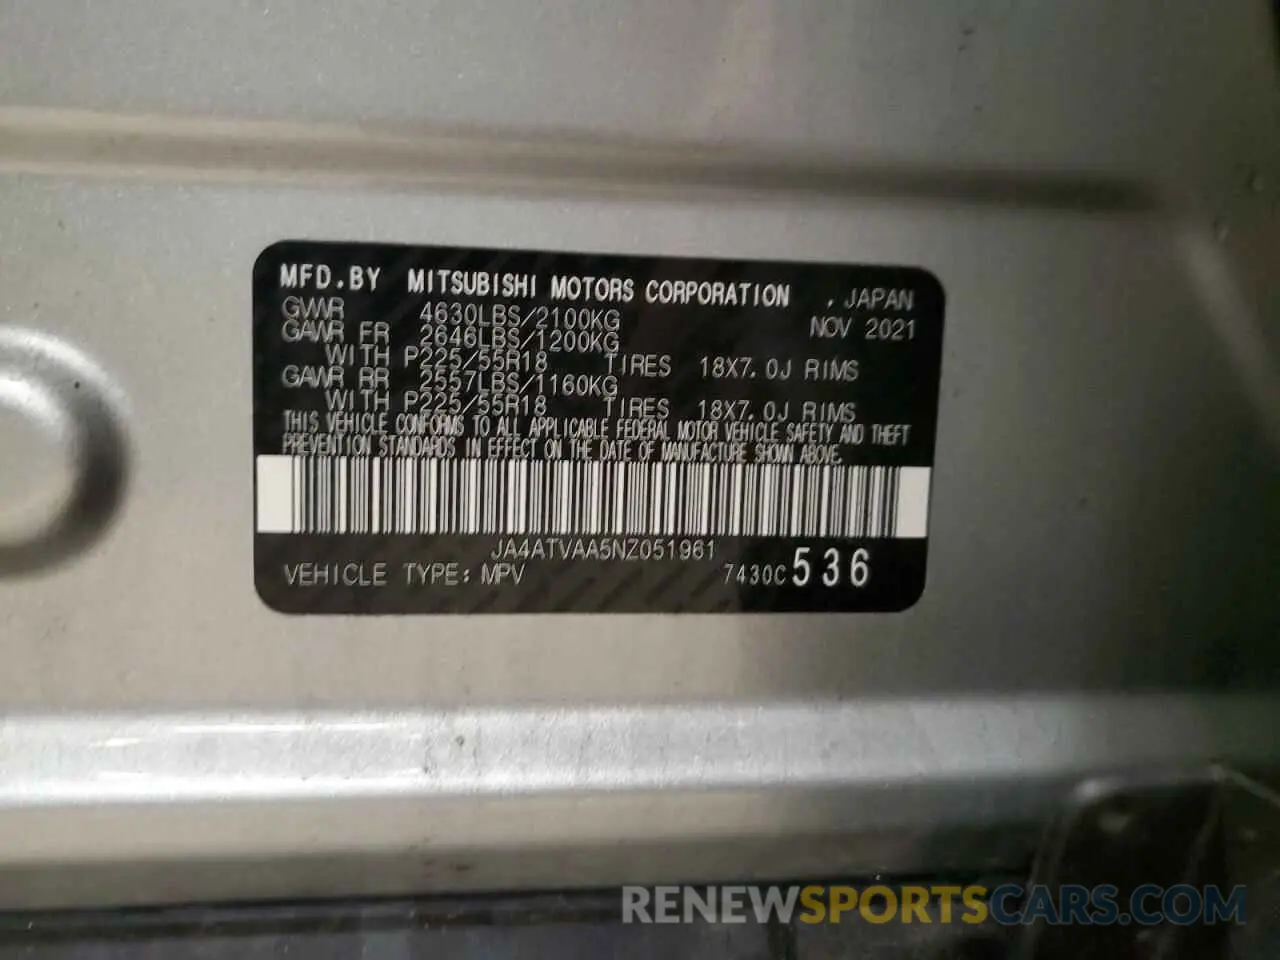 MFD.BY MITSUBISHI MOTORS CORPORATION , JAPAN
GVWR 4630LBS/2100KG NOV 2021
GAWR FR 2646LBS/1200KG
WITH P225/55R18 TIRES 18X7.0J RIMS
GAWR RR 2557LBS/1160KG
WITH P225/55R18 TIRES 18X7.0J RIMS
THIS VEHICLE CONFORMS TO ALL APPLICABLE FEDERAL MOTOR VEHICLE SAFETY AND THEFT
PREVENTION STANDARDS IN EFFECT ON THE DATE OF MANUFACTURE SHOWN ABOVE.
JA4ATVAA5NZ051961
VEHICLE TYPE: MPV 7430C 536
RENEWSPORTSCARS.COM